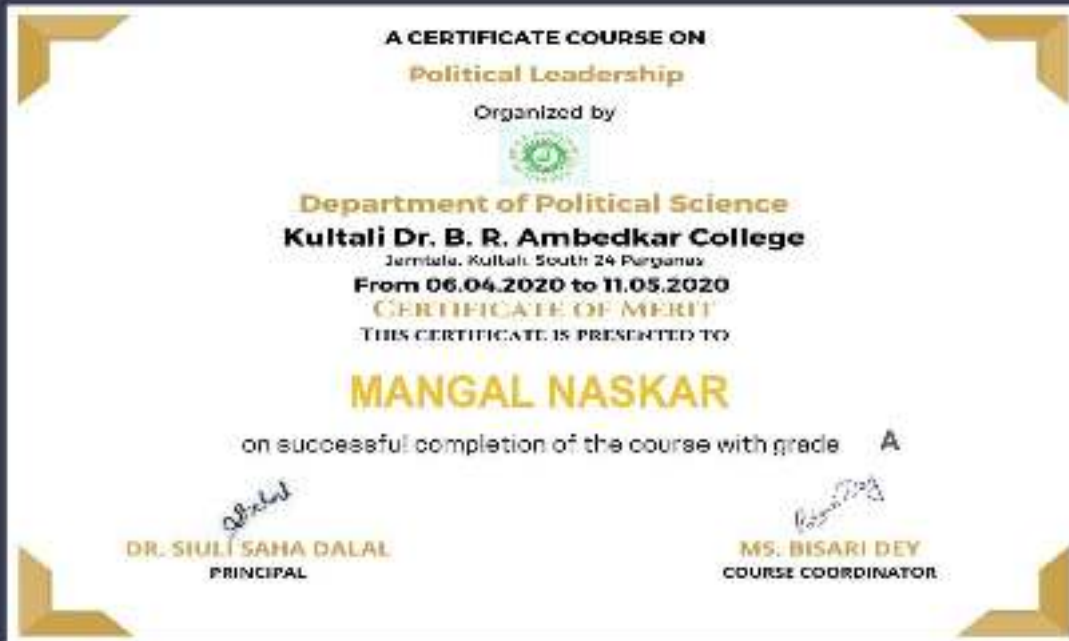 A CERTIFICATE COURSE ON
Political Leadership
Organized by
Department of Political Science
Kultali Dr. B. R. Ambedkar College
Jamtala, Kultali, South 24 Parganas
From 06.04.2020 to 11.05.2020
CERTIFICATE OF MERIT
THIS CERTIFICATE IS PRESENTED TO
MANGAL NASKAR
on successful completion of the course with grade A
DR. SIULI SAHA DALAL
PRINCIPAL
MS. BISARI DEY
COURSE COORDINATOR